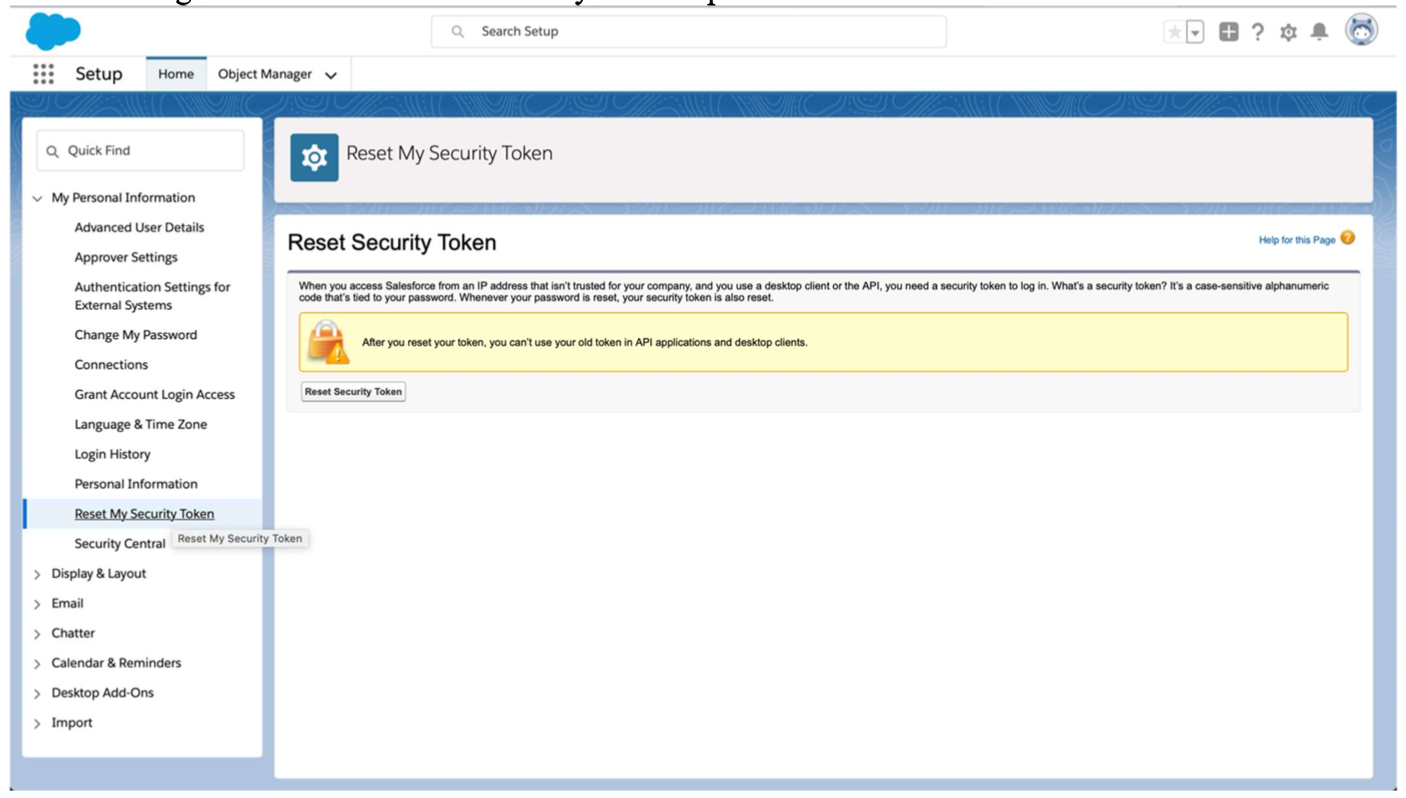 Search Setup
Setup
Home
Object Manager
Quick Find
My Personal Information
Advanced User Details
Approver Settings
Authentication Settings for
External Systems
Change My Password
Connections
Grant Account Login Access
Language & Time Zone
Login History
Personal Information
Reset My Security Token
Reset My Security Token
Security Central
Display & Layout
Email
Chatter
Calendar & Reminders
Desktop Add-Ons
Import
Reset My Security Token
Reset Security Token
Help for this Page
When you access Salesforce from an IP address that isn't trusted for your company, and you use a desktop client or the API, you need a security token to log in. What's a security token? It's a case-sensitive alphanumeric
code that's tied to your password. Whenever your password is reset, your security token is also reset.
After you reset your token, you can't use your old token in API applications and desktop clients.
Reset Security Token